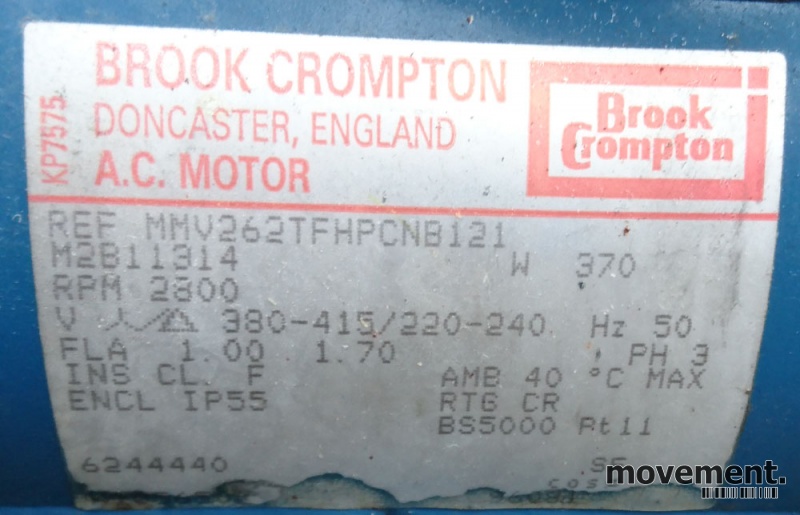 BROOK CROMPTON
DONCASTER, ENGLAND
A.C. MOTOR
KP7575
Brook
Crompton
REF MMV262TFHPCNB121
M2B11314 W 370
RPM 2800
V 380-415/220-240 Hz 50
FLA 1.00 1.70 PH 3
INS CL. F AMB 40 °C MAX
ENCL IP55 RTG CR
BS5000 Pt11
6244440
movement.